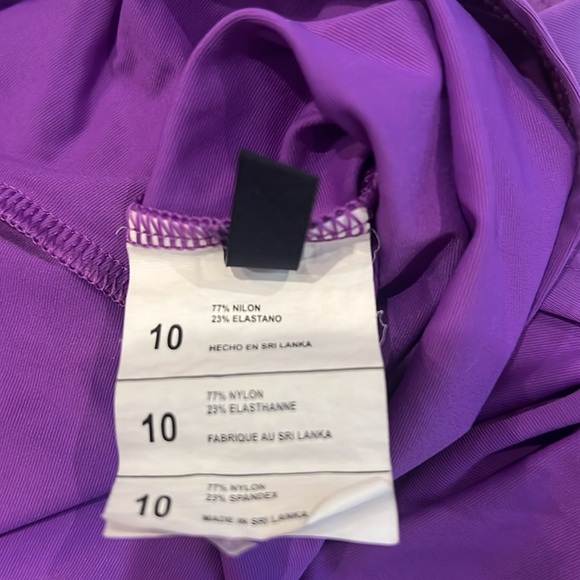 77% NILON
23% ELASTANO
10
HECHO EN SRI LANKA
77% NYLON
23% ELASTHANNE
10
FABRIQUE AU SRI LANKA
77% NYLON
23% SPANDEX
10
MADE IN SRI LANKA